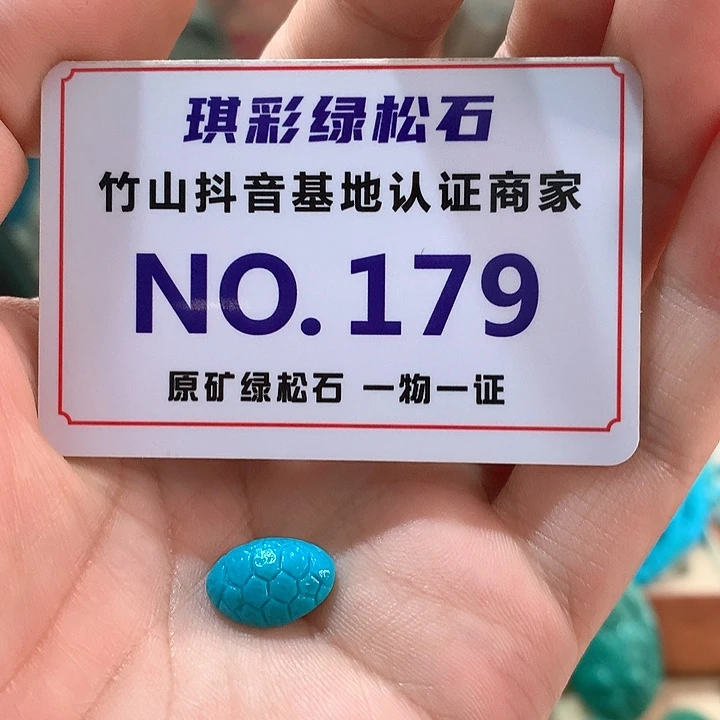 琪彩绿松石
竹山抖音基地认证商家
NO.179
原矿绿松石 一物一证